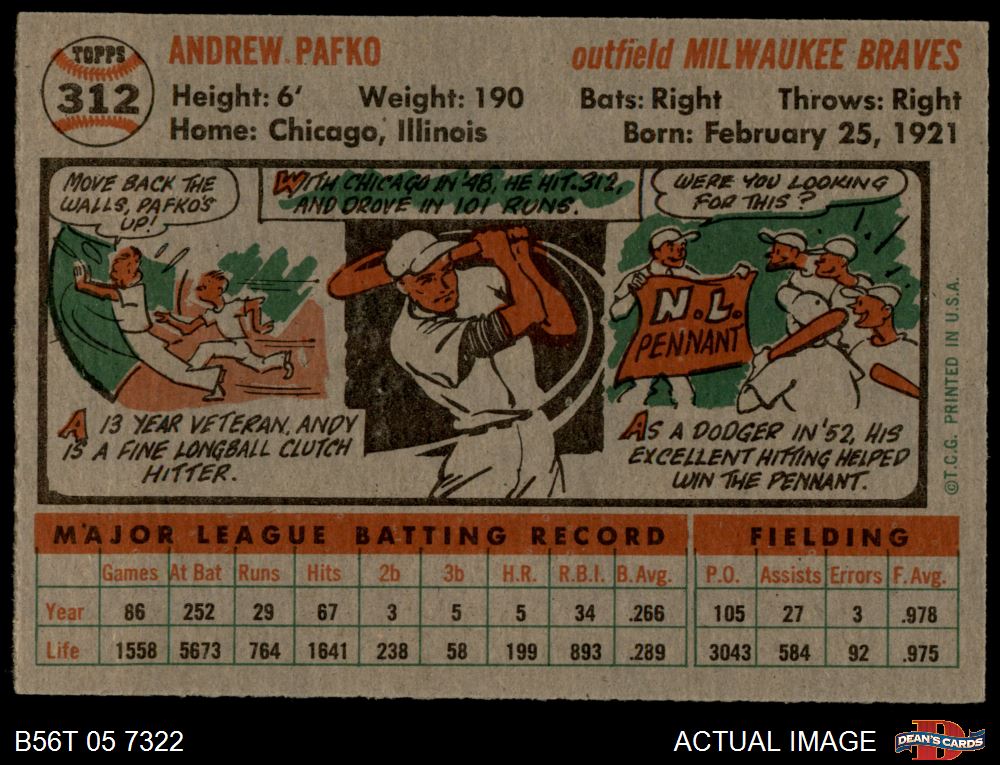 TOPPS
312
ANDREW PAFKO
outfield MILWAUKEE BRAVES
Height: 6' Weight: 190 Bats: Right Throws: Right
Home: Chicago, Illinois Born: February 25, 1921
MOVE BACK THE
WALLS, PAFKO'S
UP!
WITH CHICAGO IN '48, HE HIT .312,
AND DROVE IN 101 RUNS.
WERE YOU LOOKING
FOR THIS?
N.L.
PENNANT
A 13 YEAR VETERAN, ANDY
IS A FINE LONGBALL CLUTCH
HITTER.
AS A DODGER IN '52, HIS
EXCELLENT HITTING HELPED
WIN THE PENNANT.
©T.C.G. PRINTED IN U.S.A.
MAJOR LEAGUE BATTING RECORD FIELDING
Games At Bat Runs Hits 2b 3b H.R. R.B.I. B.Avg. P.O. Assists Errors F.Avg.
Year 86 252 29 67 3 5 5 34 .266 105 27 3 .978
Life 1558 5673 764 1641 238 58 199 893 .289 3043 584 92 .975
B56T 05 7322 ACTUAL IMAGE DEAN'S CARDS